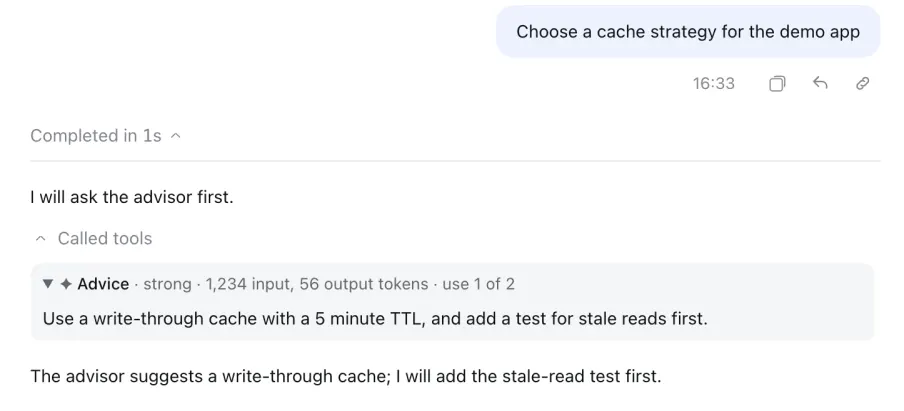 Choose a cache strategy for the demo app
16:33
Completed in 1s
I will ask the advisor first.
Called tools
Advice · strong · 1,234 input, 56 output tokens · use 1 of 2
Use a write-through cache with a 5 minute TTL, and add a test for stale reads first.
The advisor suggests a write-through cache; I will add the stale-read test first.